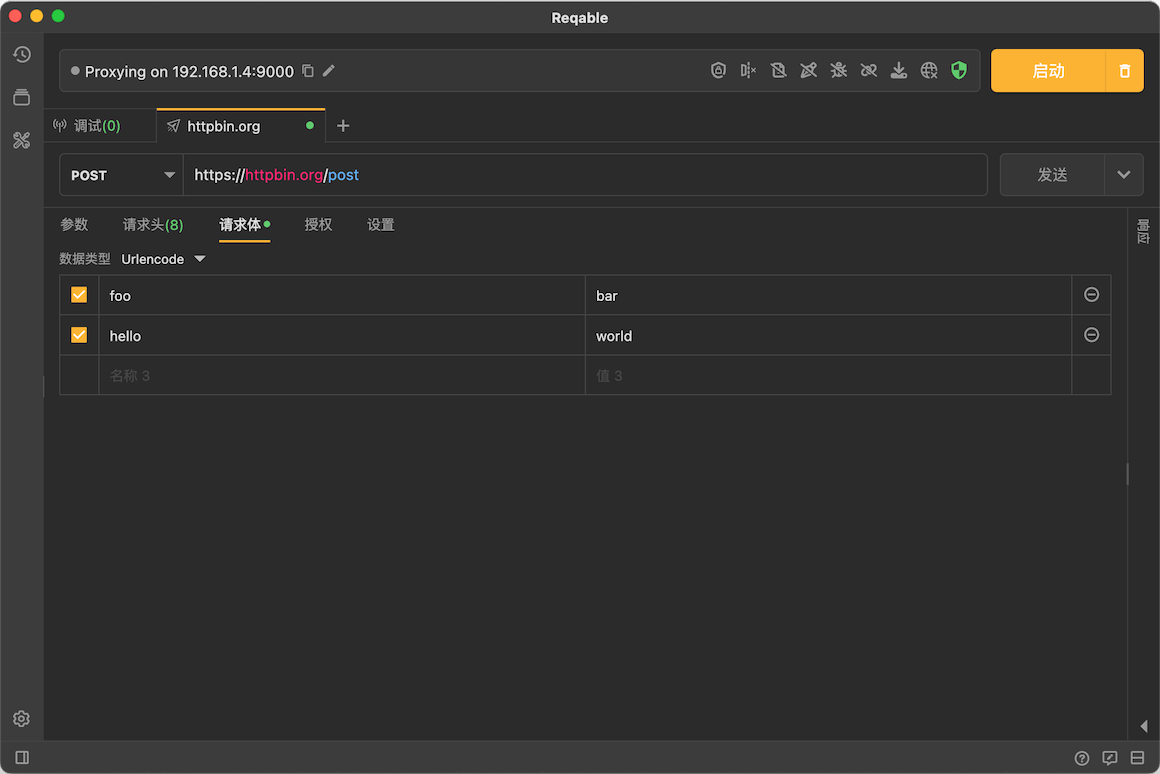 Reqable
Proxying on 192.168.1.4:9000
启动
调试(0)
httpbin.org
POST
https://httpbin.org/post
发送
参数
请求头(8)
请求体
授权
设置
响应
数据类型 Urlencode
foo
bar
hello
world
名称 3
值 3